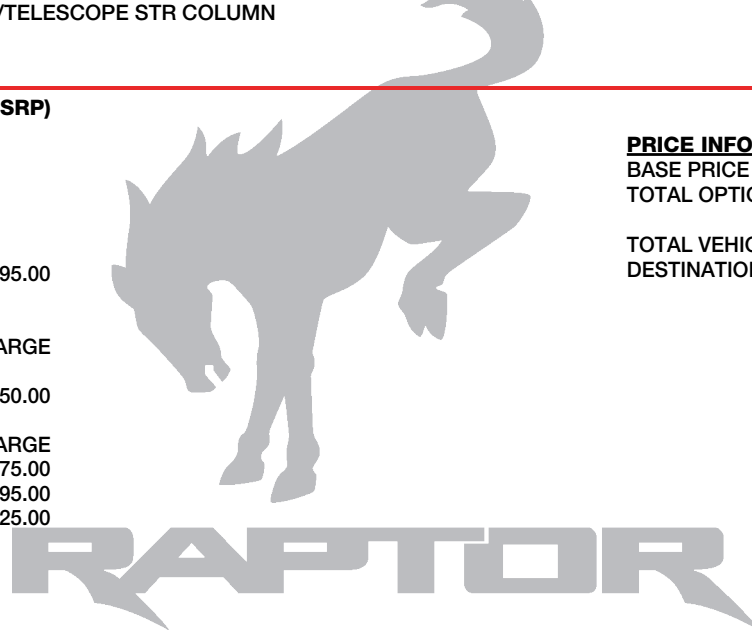 /TELESCOPE STR COLUMN
SRP)
95.00
ARGE
50.00
ARGE
75.00
95.00
25.00
PRICE INFO
BASE PRICE
TOTAL OPTIO
TOTAL VEHIC
DESTINATION
RAPTOR